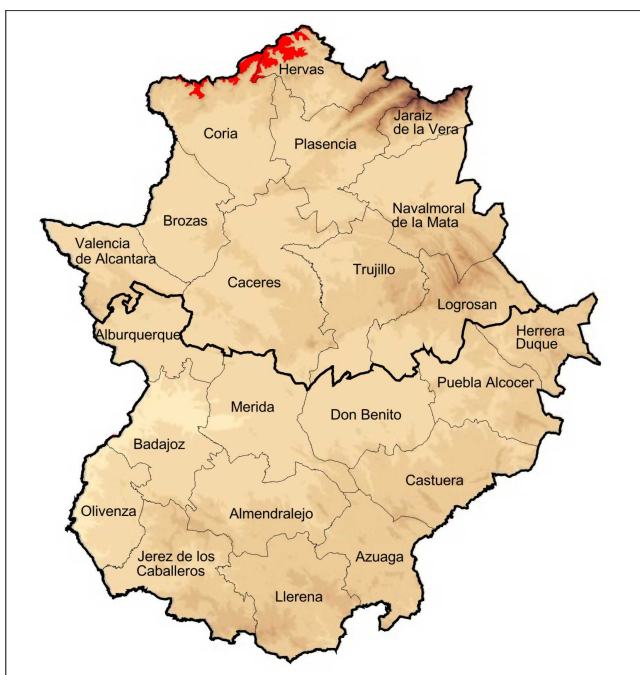 Hervas
Jaraiz
de la Vera
Coria
Plasencia
Navalmoral
de la Mata
Brozas
Valencia
de Alcantara
Caceres
Trujillo
Logrosan
Alburquerque
Herrera
Duque
Puebla Alcocer
Merida
Don Benito
Badajoz
Castuera
Olivenza
Almendralejo
Jerez de los
Caballeros
Azuaga
Llerena